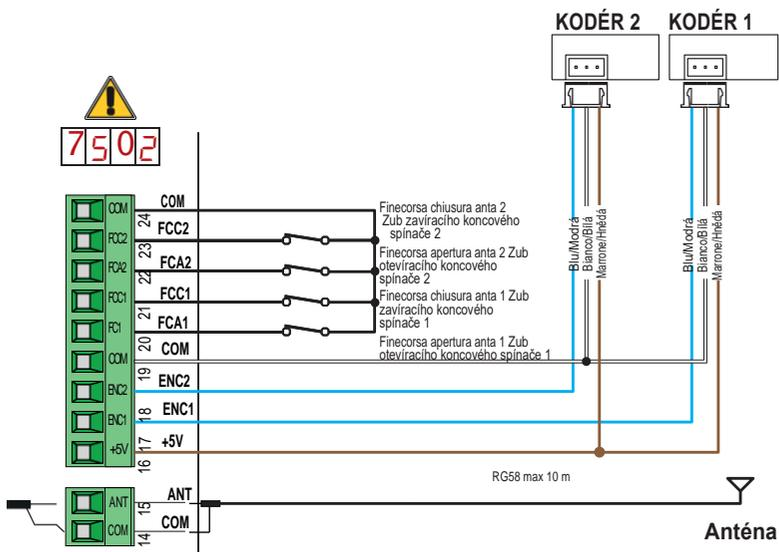 KODÉR 2
KODÉR 1
7502
COM
FCC2
FCA2
FCC1
FC1
COM
ENC2
ENC1
+5V
24
23
22
21
20
19
18
17
16
COM
FCC2
FCA2
FCC1
FCA1
COM
ENC2
ENC1
+5V
Finecorsa chiusura anta 2
Zub zavíracího koncového
spínače 2
Finecorsa apertura anta 2 Zub
otevíracího koncového
spínače 2
Finecorsa chiusura anta 1 Zub
zavíracího koncového
spínače 1
Finecorsa apertura anta 1 Zub
otevíracího koncového spínače 1
Blu/Modrá
Bianco/Bílá
Marrone/Hnědá
Blu/Modrá
Bianco/Bílá
Marrone/Hnědá
RG58 max 10 m
ANT
COM
15
14
ANT
COM
Anténa